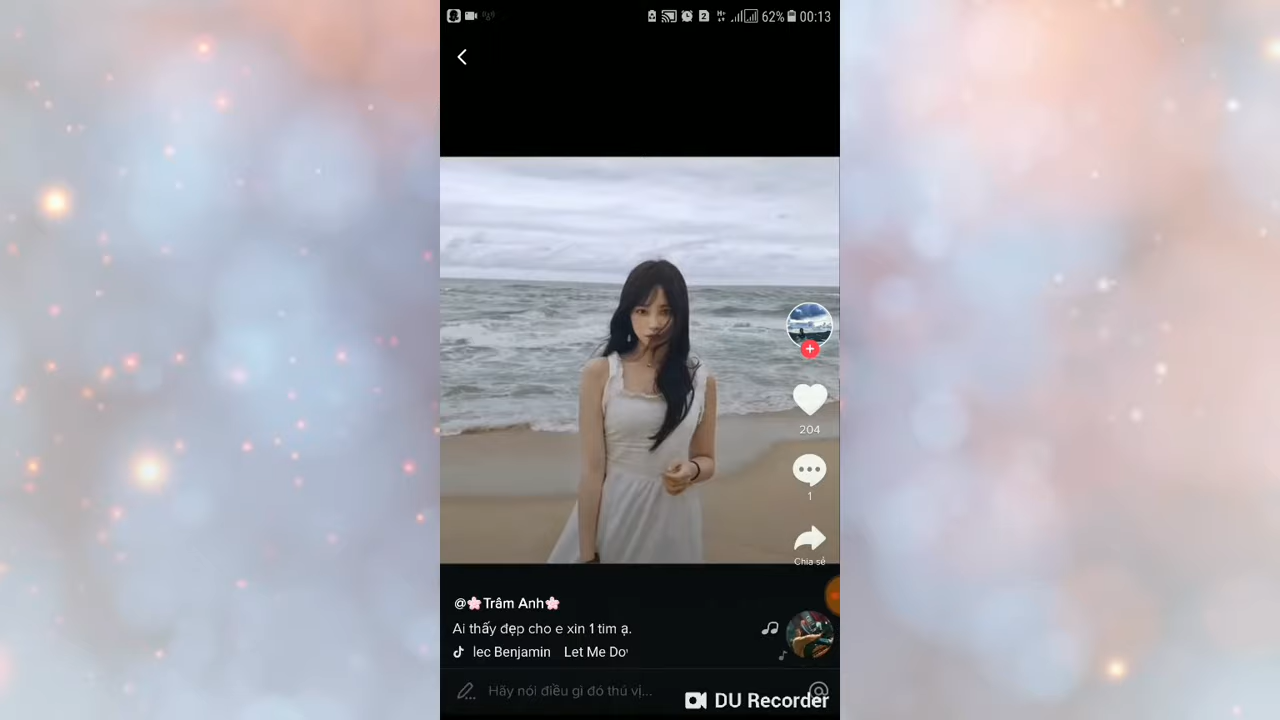 62% 00:13
204
1
Chia sẻ
@🌸Trâm Anh🌸
Ai thấy đẹp cho e xin 1 tim ạ.
lec Benjamin Let Me Do
Hãy nói điều gì đó thú vị...
DU Recorder